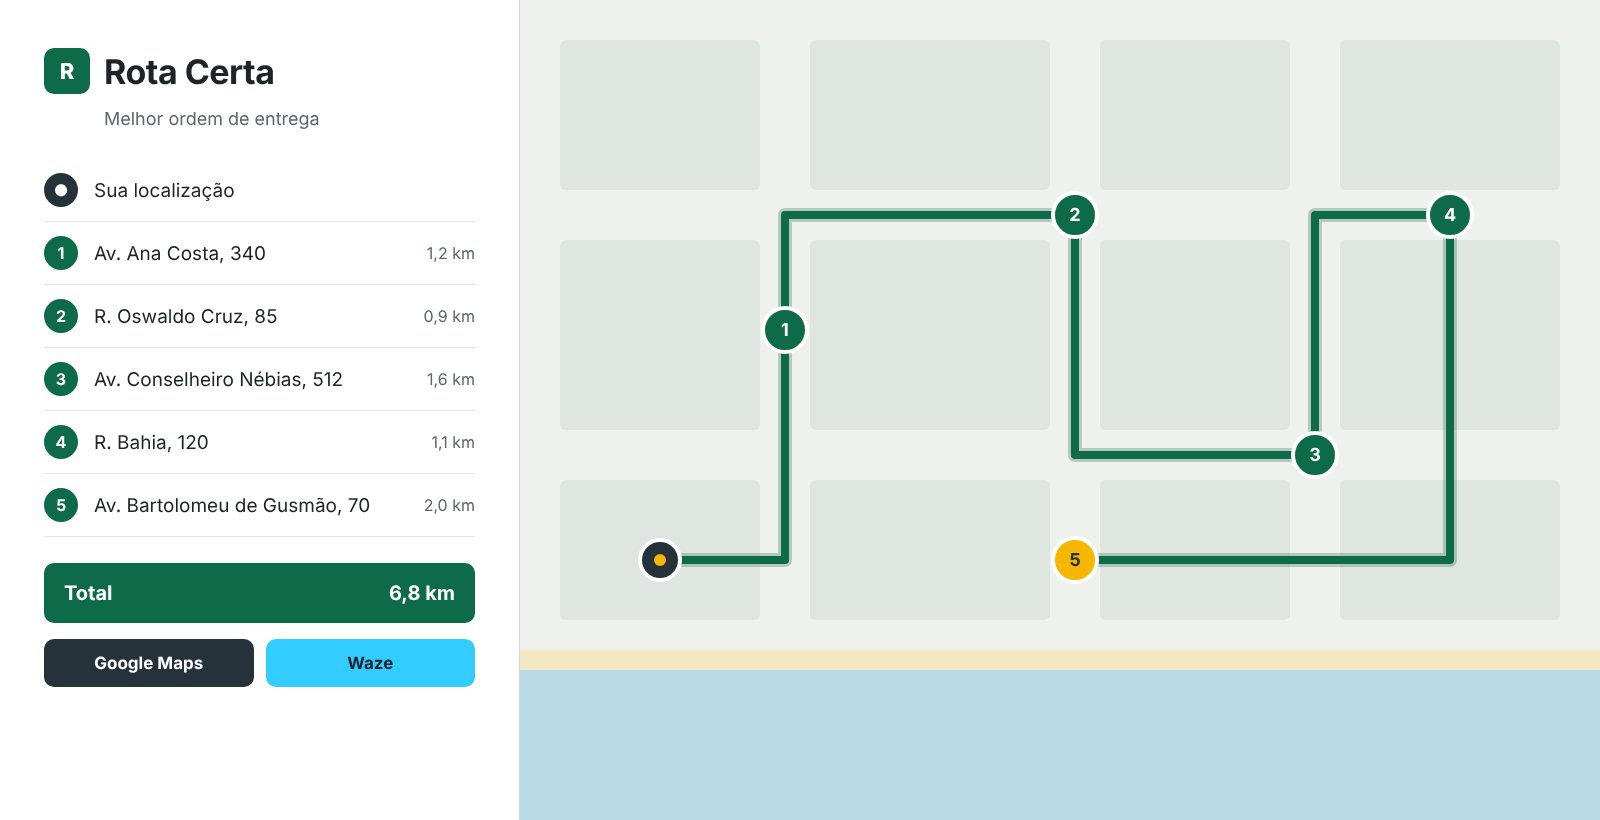 R Rota Certa
Melhor ordem de entrega
Sua localização
1 Av. Ana Costa, 340 1,2 km
2 R. Oswaldo Cruz, 85 0,9 km
3 Av. Conselheiro Nébias, 512 1,6 km
4 R. Bahia, 120 1,1 km
5 Av. Bartolomeu de Gusmão, 70 2,0 km
Total 6,8 km
Google Maps Waze
2 4
1
3
5